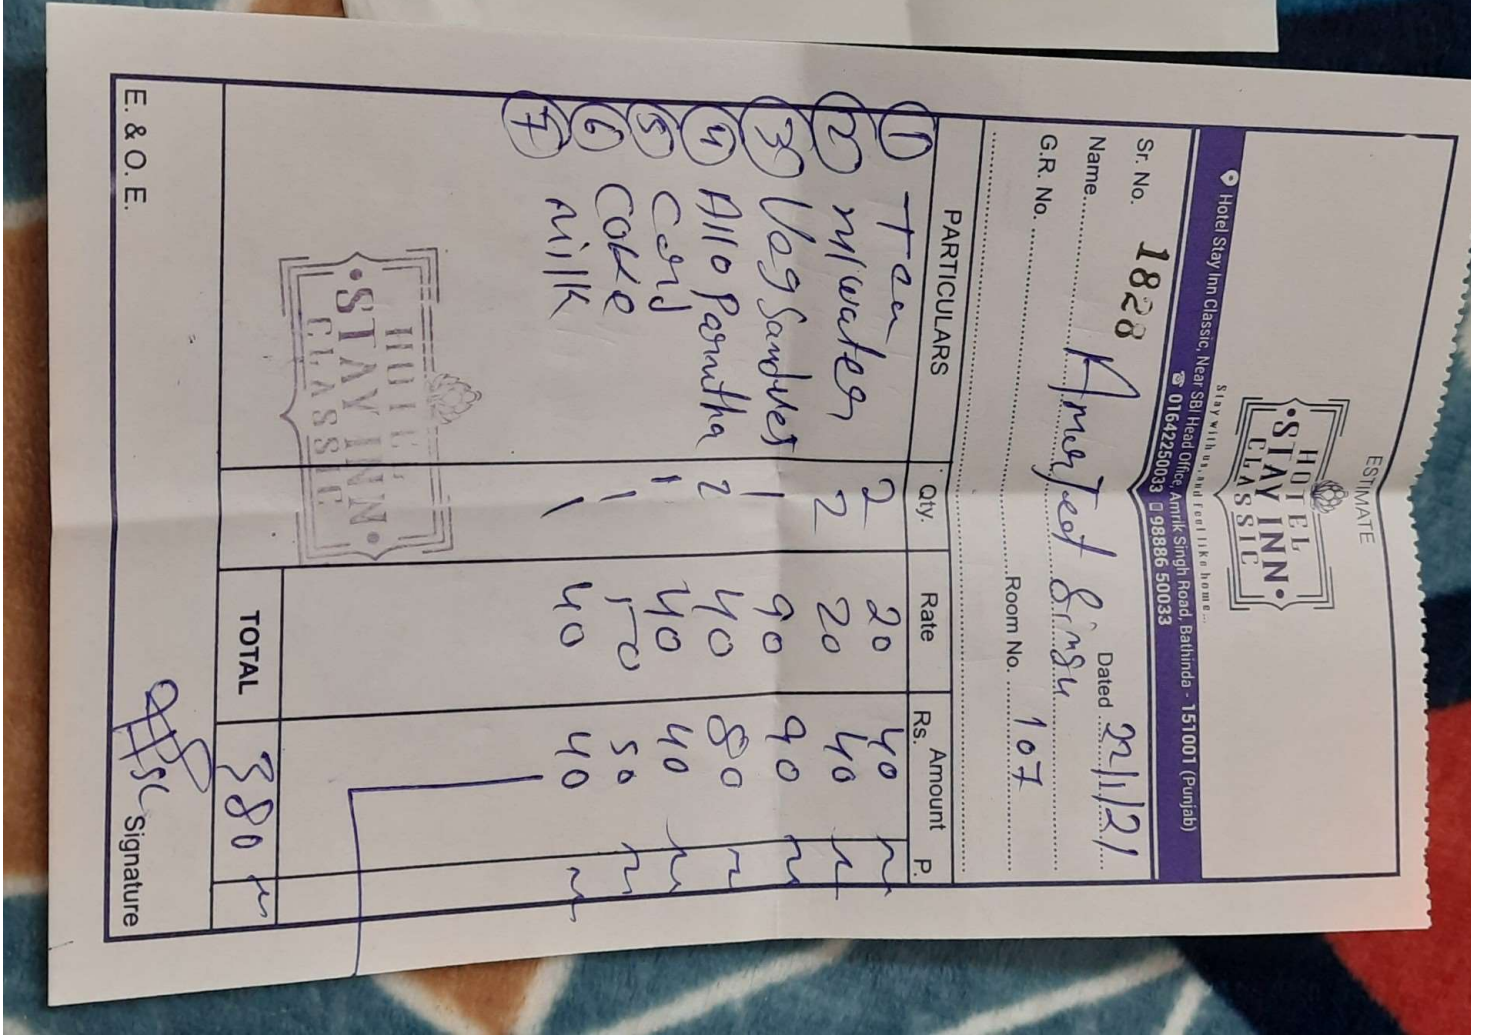 ESTIMATE
HOTEL
STAY INN
CLASSIC
Stay with us, and feel like home...
Hotel Stay Inn Classic, Near SBI Head Office, Amrik Singh Road, Bathinda - 151001 (Punjab)
01642250033 98886 50033
Sr. No. 1828 Dated 22/1/21
Name Amarjeet Singh
G.R. No. Room No. 107
PARTICULARS Qty. Rate Amount Rs. P.
1 Tea 2 20 40
2 m/water 2 20 40
3 Veg Sandwes 1 90 90
4 Allo Parntha 2 40 80
5 Card 1 40 40
6 Coke 1 50 50
7 Milk 1 40 40
HOTEL
STAY INN
CLASSIC
TOTAL 380
E. & O. E. Signature